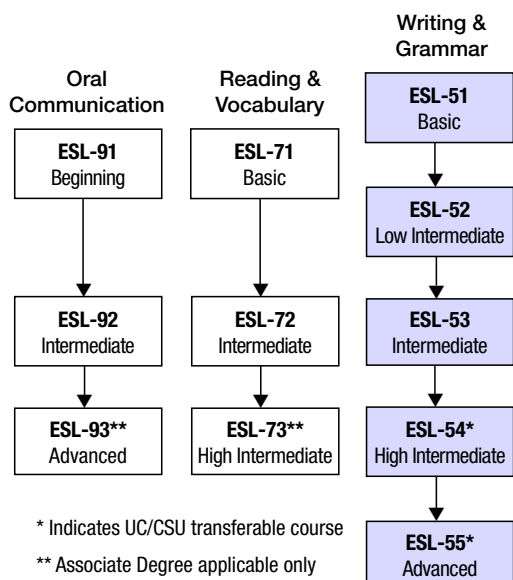 Oral
Communication
ESL-91
Beginning
ESL-92
Intermediate
ESL-93**
Advanced
Reading &
Vocabulary
ESL-71
Basic
ESL-72
Intermediate
ESL-73**
High Intermediate
Writing &
Grammar
ESL-51
Basic
ESL-52
Low Intermediate
ESL-53
Intermediate
ESL-54*
High Intermediate
ESL-55*
Advanced
* Indicates UC/CSU transferable course
** Associate Degree applicable only